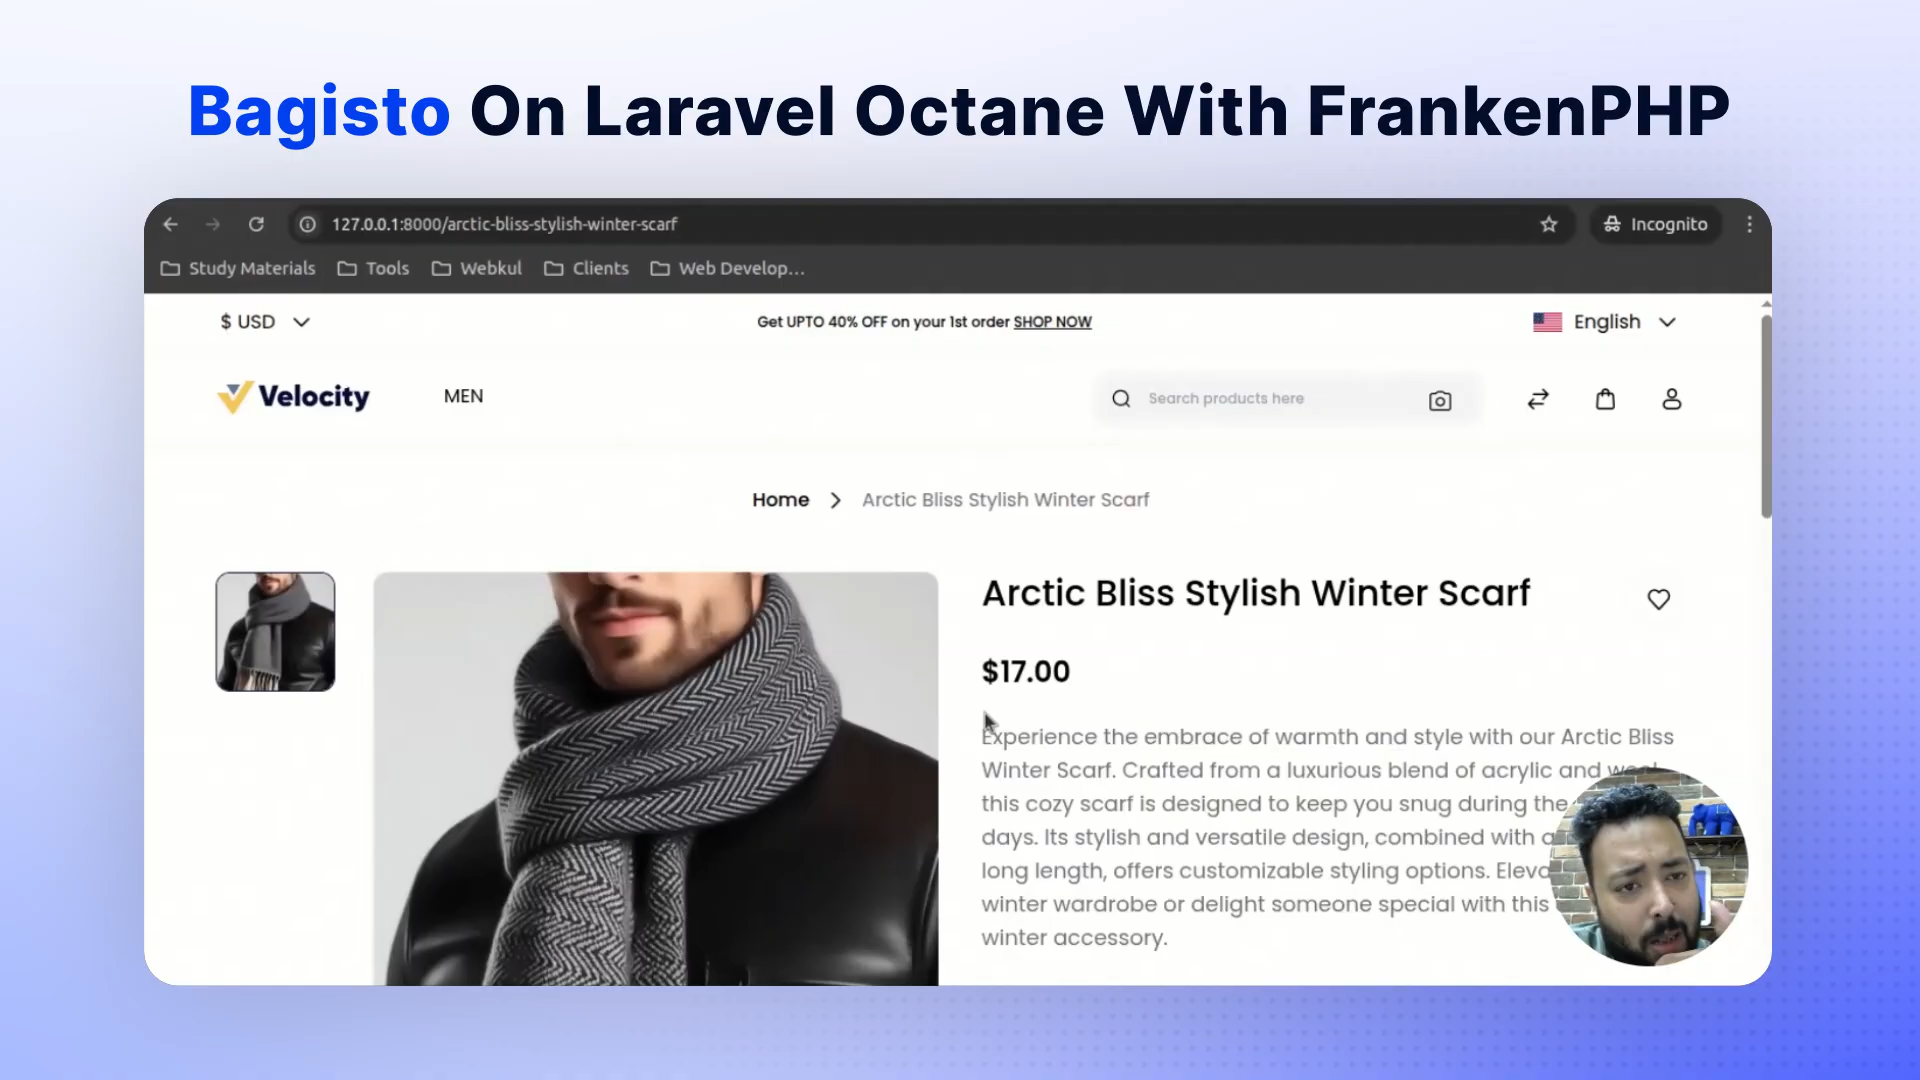 Bagisto On Laravel Octane With FrankenPHP
127.0.0.1:8000/arctic-bliss-stylish-winter-scarf
Incognito
Study Materials
Tools
Webkul
Clients
Web Develop...
$ USD
Get UPTO 40% OFF on your 1st order SHOP NOW
English
Velocity
MEN
Search products here
Home
Arctic Bliss Stylish Winter Scarf
Arctic Bliss Stylish Winter Scarf
$17.00
Experience the embrace of warmth and style with our Arctic Bliss
Winter Scarf. Crafted from a luxurious blend of acrylic and
this cozy scarf is designed to keep you snug during the
days. Its stylish and versatile design, combined with
long length, offers customizable styling options.
winter wardrobe or delight someone special with this
winter accessory.